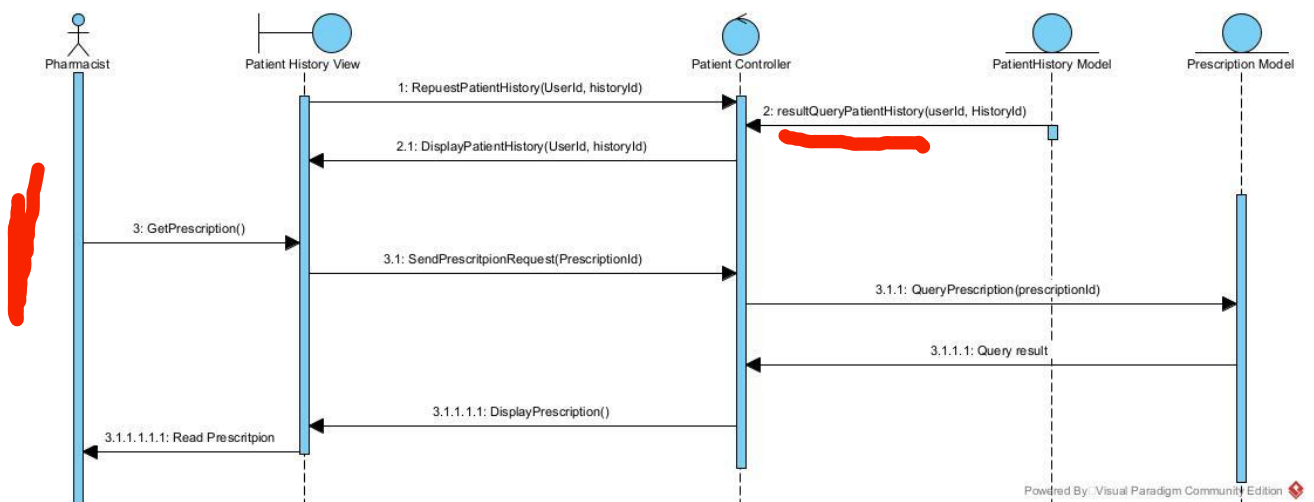 Pharmacist
Patient History View
Patient Controller
PatientHistory Model
Prescription Model
1: RepuestPatientHistory(UserId, historyId)
2: resultQueryPatientHistory(userId, HistoryId)
2.1: DisplayPatientHistory(UserId, historyId)
3: GetPrescription()
3.1: SendPrescritpionRequest(PrescriptionId)
3.1.1: QueryPrescription(prescriptionId)
3.1.1.1: Query result
3.1.1.1.1: DisplayPrescription()
3.1.1.1.1.1: Read Prescritpion
Powered By Visual Paradigm Community Edition